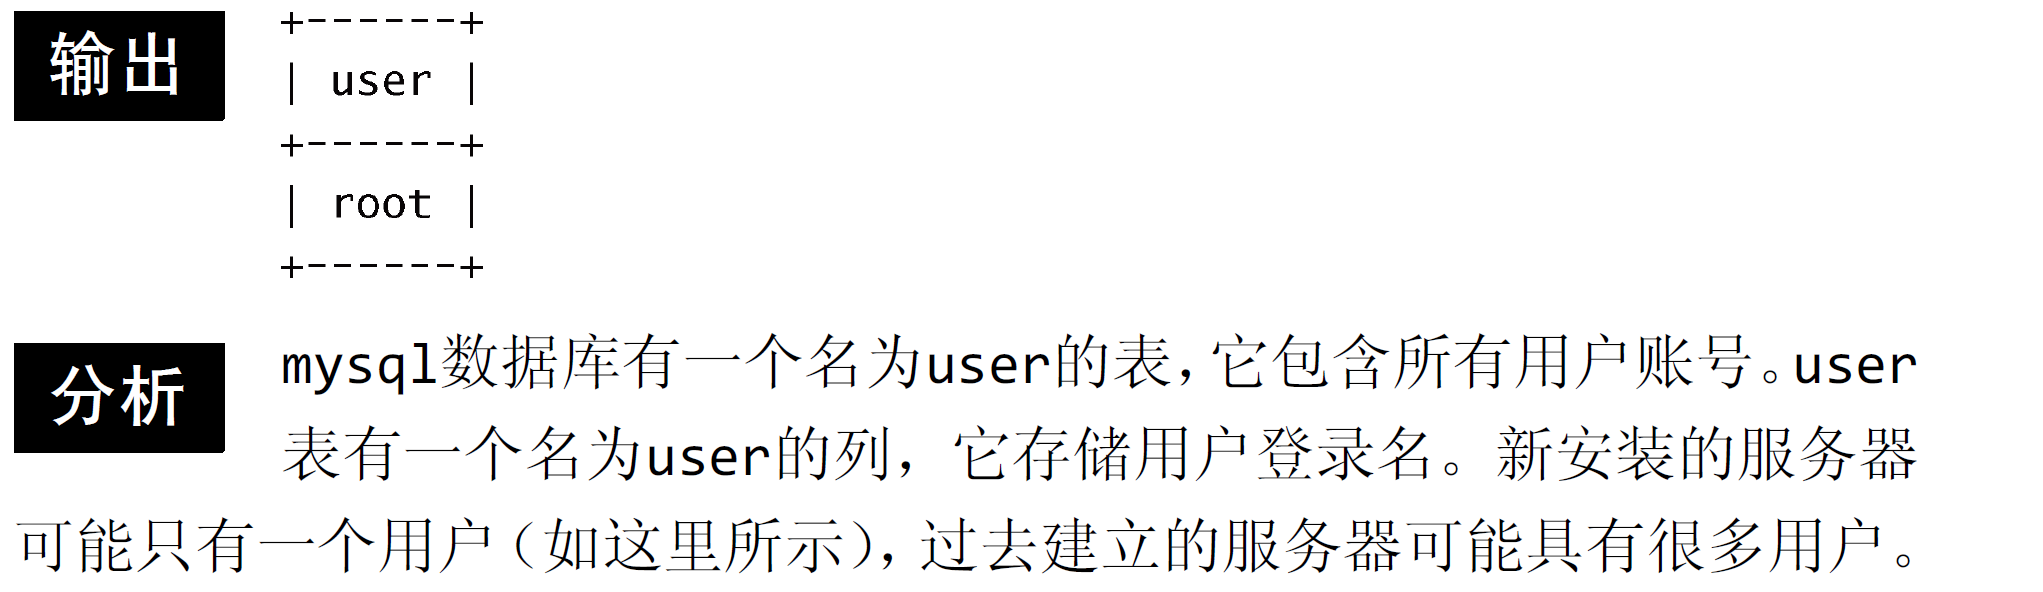 输出
+------+
| user |
+------+
| root |
+------+
分析
mysql数据库有一个名为user的表，它包含所有用户账号。user
表有一个名为user的列，它存储用户登录名。新安装的服务器
可能只有一个用户（如这里所示），过去建立的服务器可能具有很多用户。